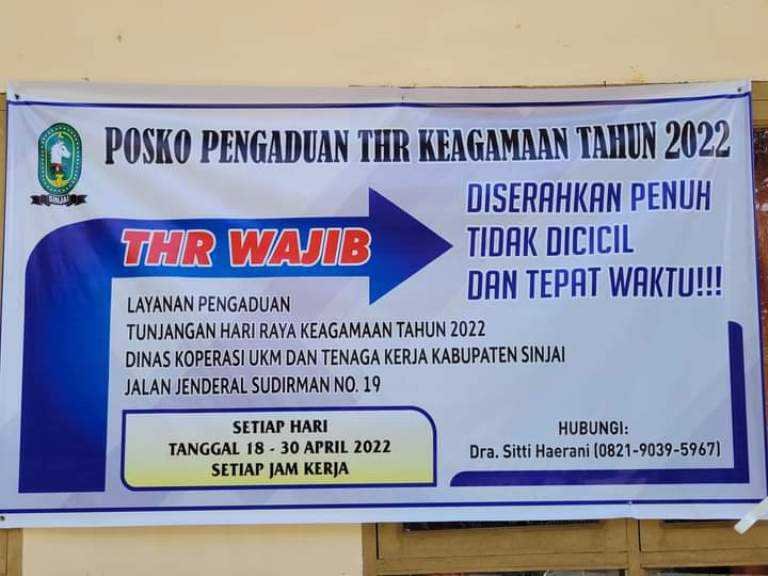 POSKO PENGADUAN THR KEAGAMAAN TAHUN 2022
SINJAI
THR WAJIB
DISERAHKAN PENUH
TIDAK DICICIL
DAN TEPAT WAKTU!!!
LAYANAN PENGADUAN
TUNJANGAN HARI RAYA KEAGAMAAN TAHUN 2022
DINAS KOPERASI UKM DAN TENAGA KERJA KABUPATEN SINJAI
JALAN JENDERAL SUDIRMAN NO. 19
SETIAP HARI
TANGGAL 18 - 30 APRIL 2022
SETIAP JAM KERJA
HUBUNGI:
Dra. Sitti Haerani (0821-9039-5967)